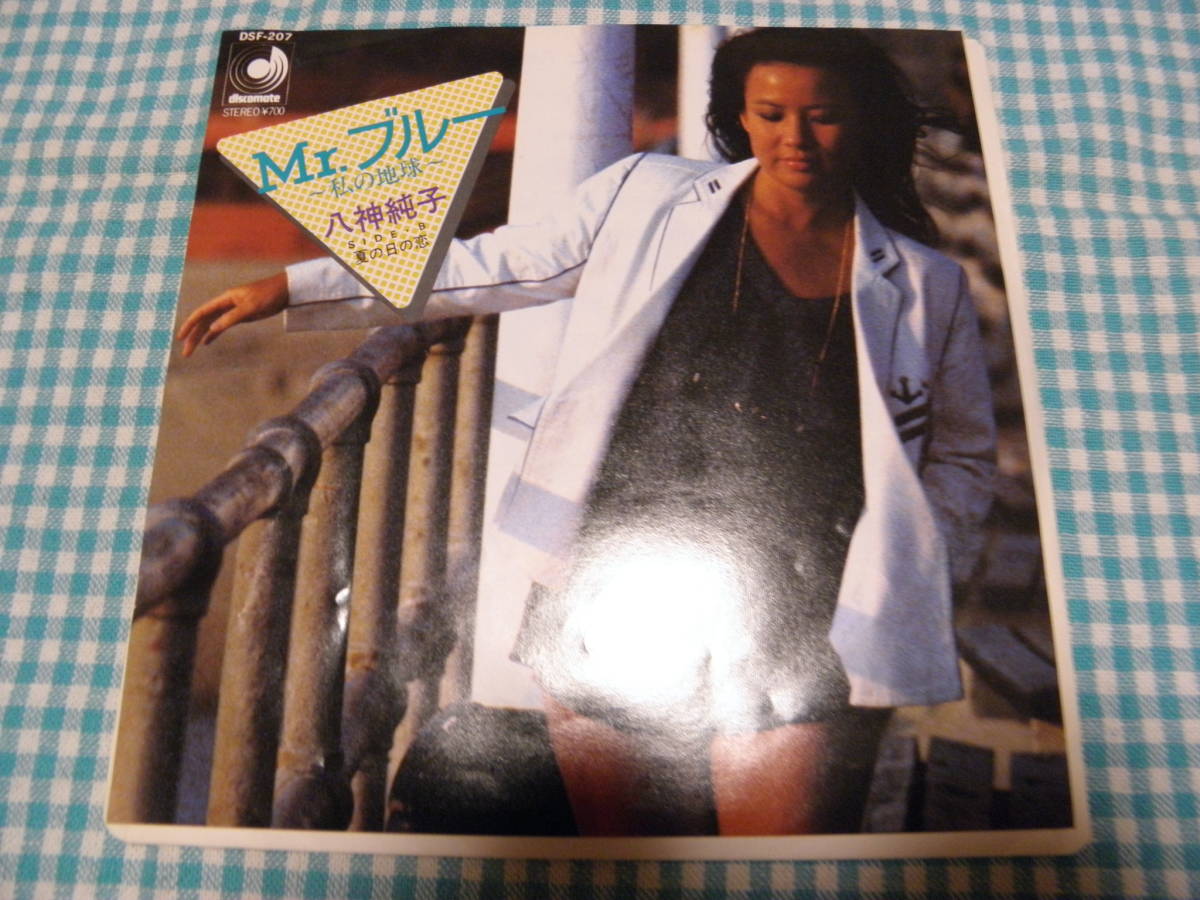 DSF-207
discomate
STEREO ¥700
Mr.ブルー
～私の地球～
八神純子
SIDE B
夏の日の恋